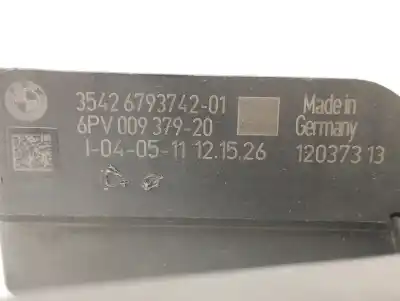 3542 6793742-01
Made in
6PV 009 379-20
Germany
I-04-05-11 12.15.26
120373 13